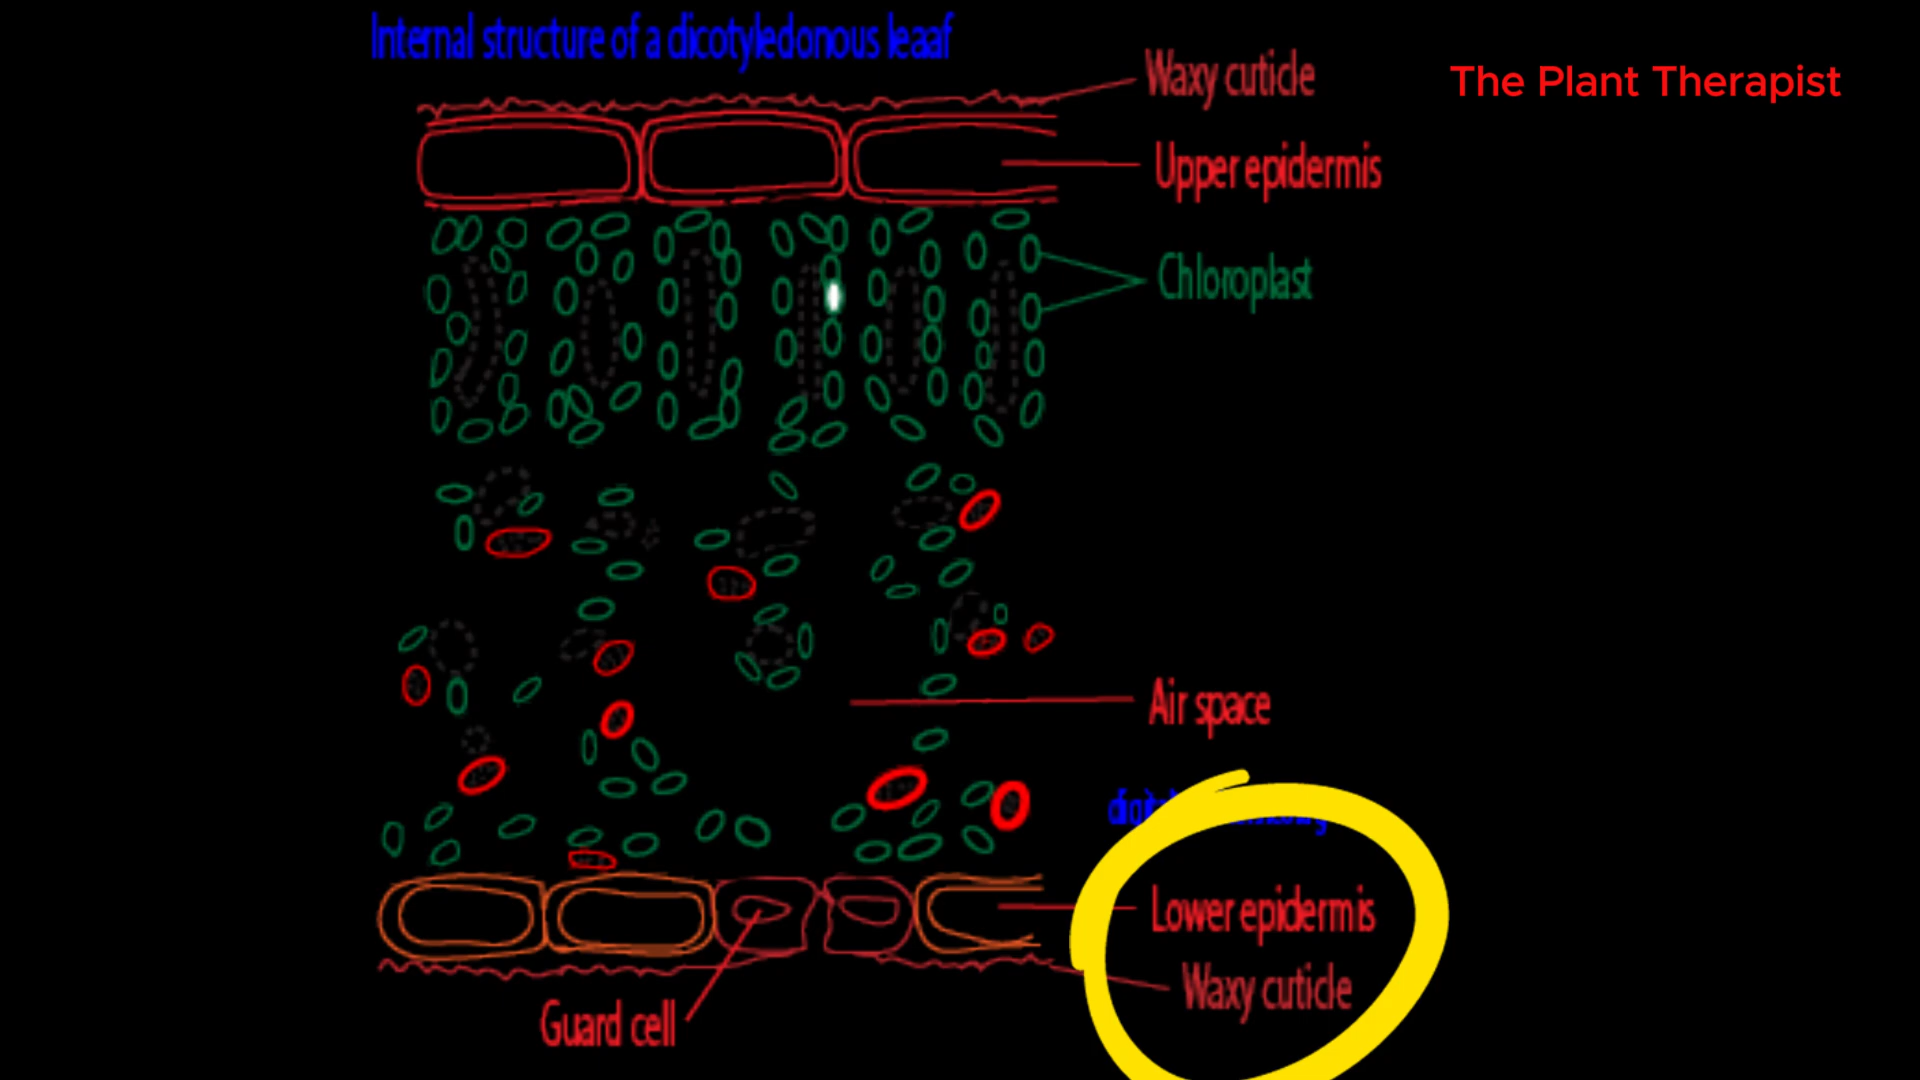 Internal structure of a dicotyledonous leaaf
Waxy cuticle
The Plant Therapist
Upper epidermis
Chloroplast
Air space
Lower epidermis
Waxy cuticle
Guard cell